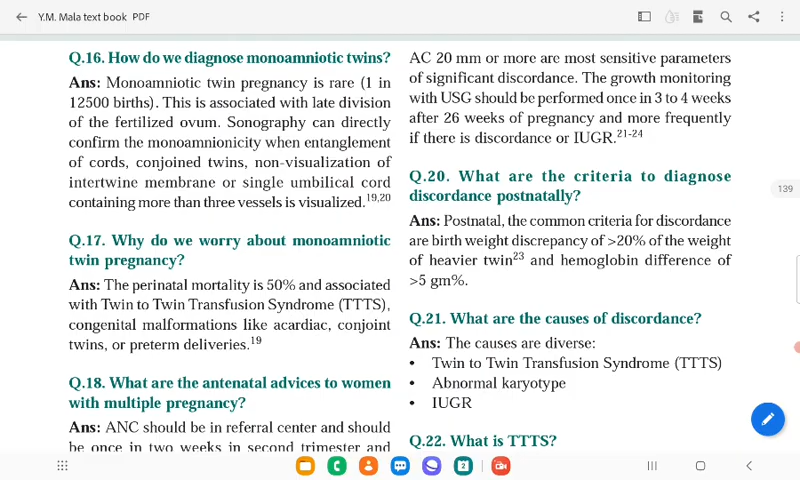 Y.M. Mala text book PDF
Q.16. How do we diagnose monoamniotic twins?
Ans: Monoamniotic twin pregnancy is rare (1 in
12500 births). This is associated with late division
of the fertilized ovum. Sonography can directly
confirm the monoamnionicity when entanglement
of cords, conjoined twins, non-visualization of
intertwine membrane or single umbilical cord
containing more than three vessels is visualized.19,20
Q.17. Why do we worry about monoamniotic
twin pregnancy?
Ans: The perinatal mortality is 50% and associated
with Twin to Twin Transfusion Syndrome (TTTS),
congenital malformations like acardiac, conjoint
twins, or preterm deliveries.19
Q.18. What are the antenatal advices to women
with multiple pregnancy?
Ans: ANC should be in referral center and should
be once in two weeks in second trimester and
AC 20 mm or more are most sensitive parameters
of significant discordance. The growth monitoring
with USG should be performed once in 3 to 4 weeks
after 26 weeks of pregnancy and more frequently
if there is discordance or IUGR.21-24
Q.20. What are the criteria to diagnose
discordance postnatally?
Ans: Postnatal, the common criteria for discordance
are birth weight discrepancy of >20% of the weight
of heavier twin23 and hemoglobin difference of
>5 gm%.
Q.21. What are the causes of discordance?
Ans: The causes are diverse:
• Twin to Twin Transfusion Syndrome (TTTS)
• Abnormal karyotype
• IUGR
Q.22. What is TTTS?
139
2